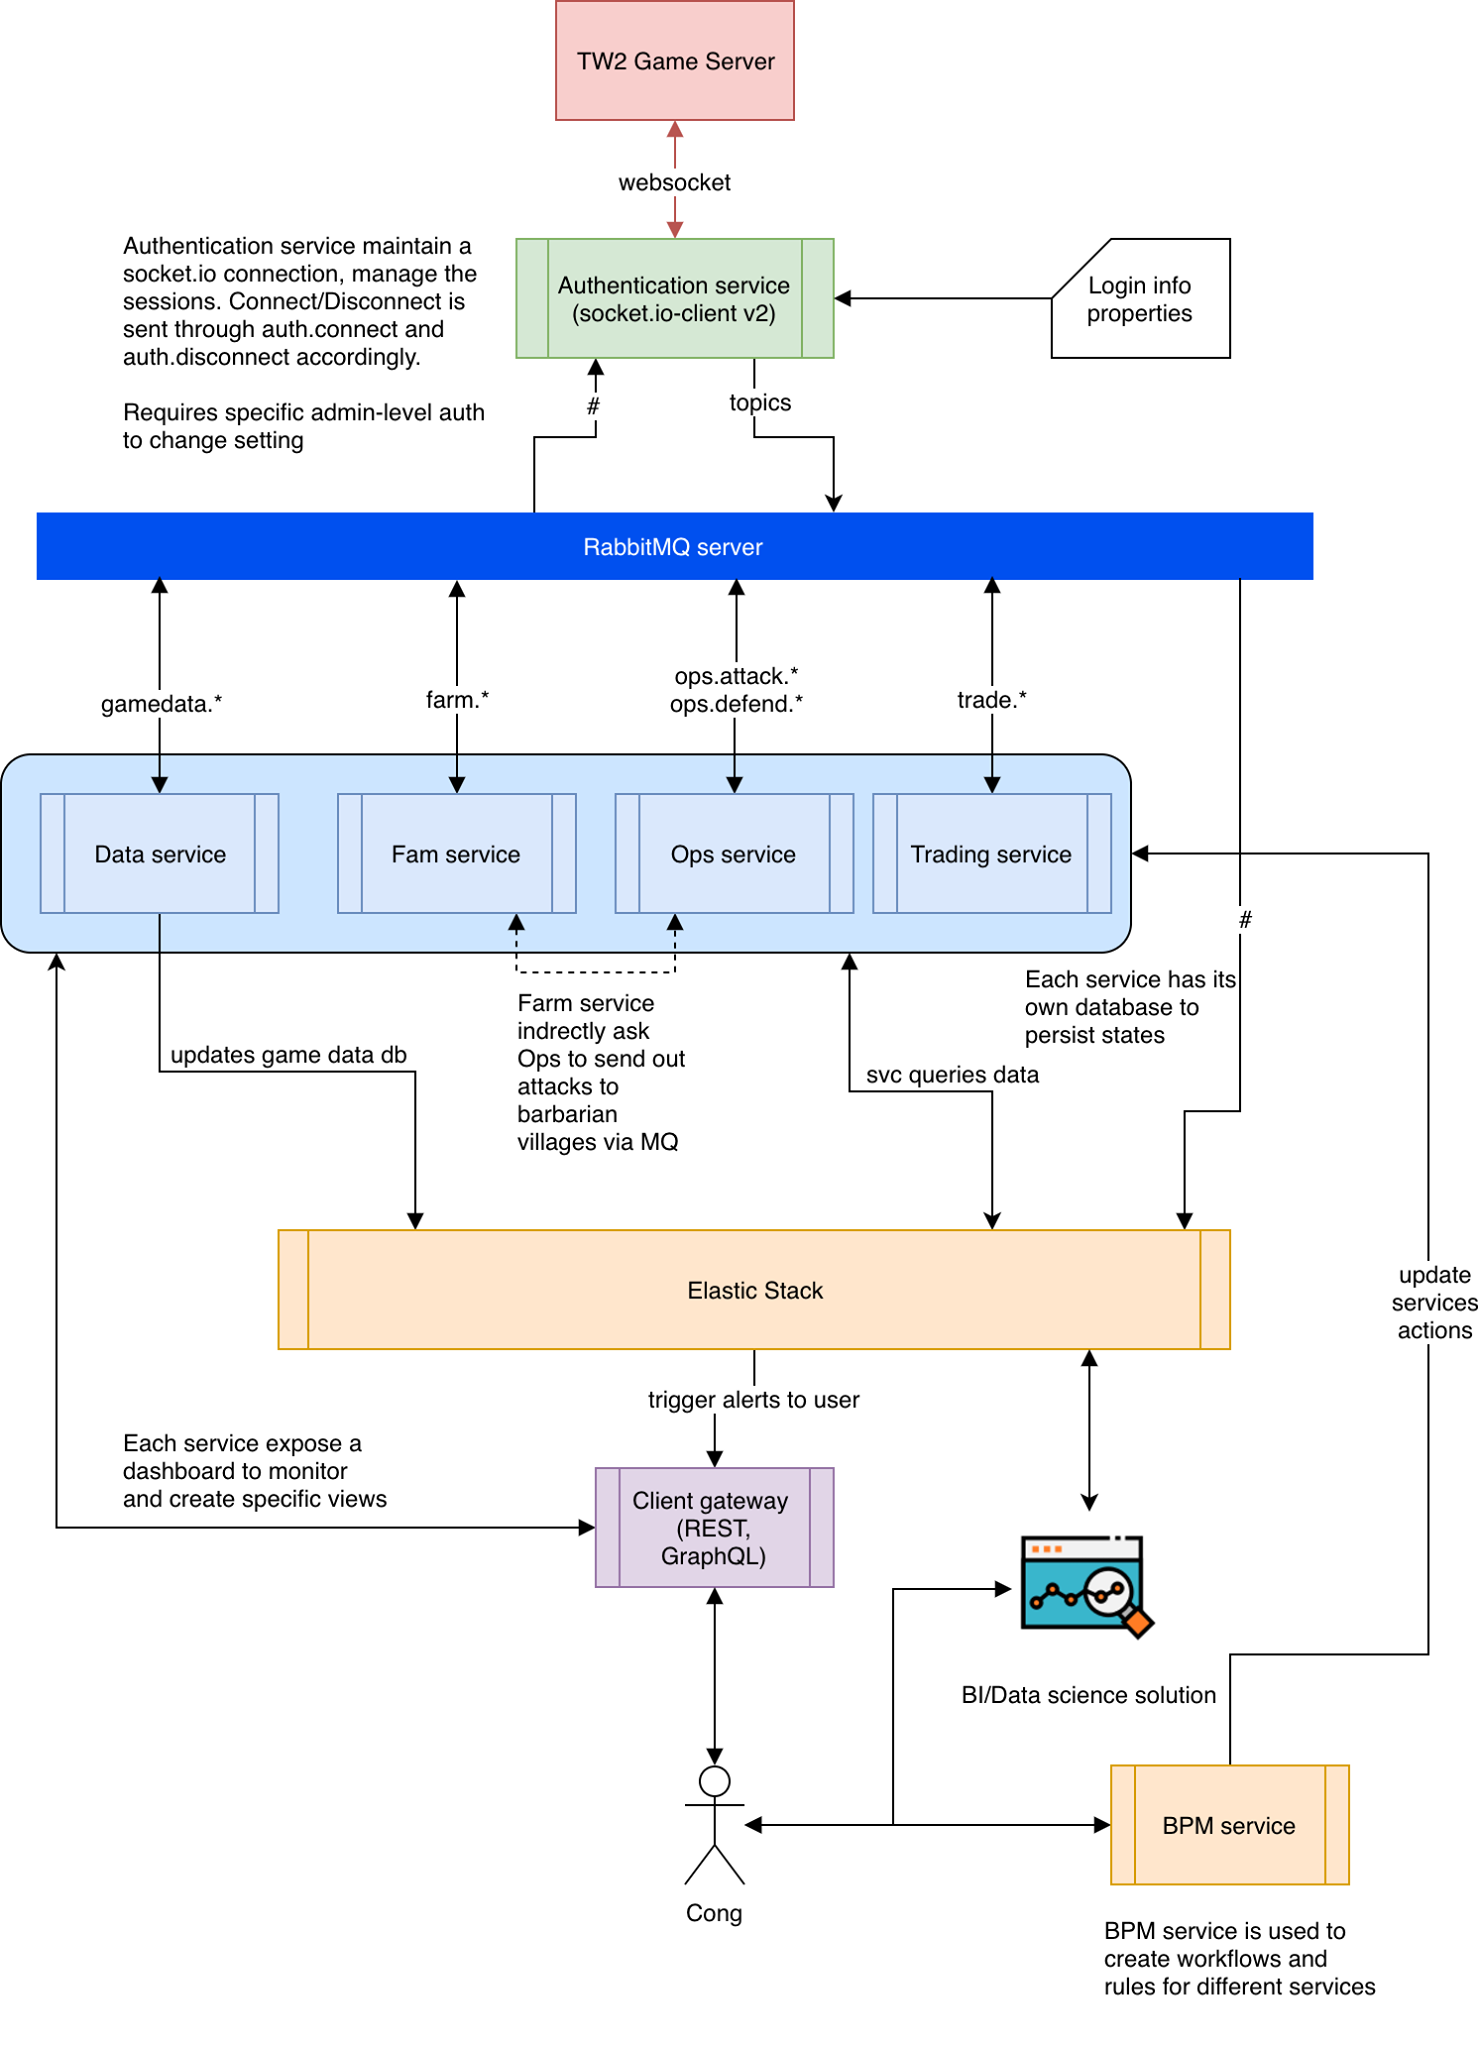 TW2 Game Server
websocket
Authentication service maintain a
socket.io connection, manage the
sessions. Connect/Disconnect is
sent through auth.connect and
auth.disconnect accordingly.
Requires specific admin-level auth
to change setting
Authentication service
(socket.io-client v2)
Login info
properties
#
topics
RabbitMQ server
gamedata.*
farm.*
ops.attack.*
ops.defend.*
trade.*
Data service
Fam service
Ops service
Trading service
#
Each service has its
own database to
persist states
Farm service
indrectly ask
Ops to send out
attacks to
barbarian
villages via MQ
updates game data db
svc queries data
Elastic Stack
update
services
actions
trigger alerts to user
Each service expose a
dashboard to monitor
and create specific views
Client gateway
(REST,
GraphQL)
BI/Data science solution
BPM service
Cong
BPM service is used to
create workflows and
rules for different services